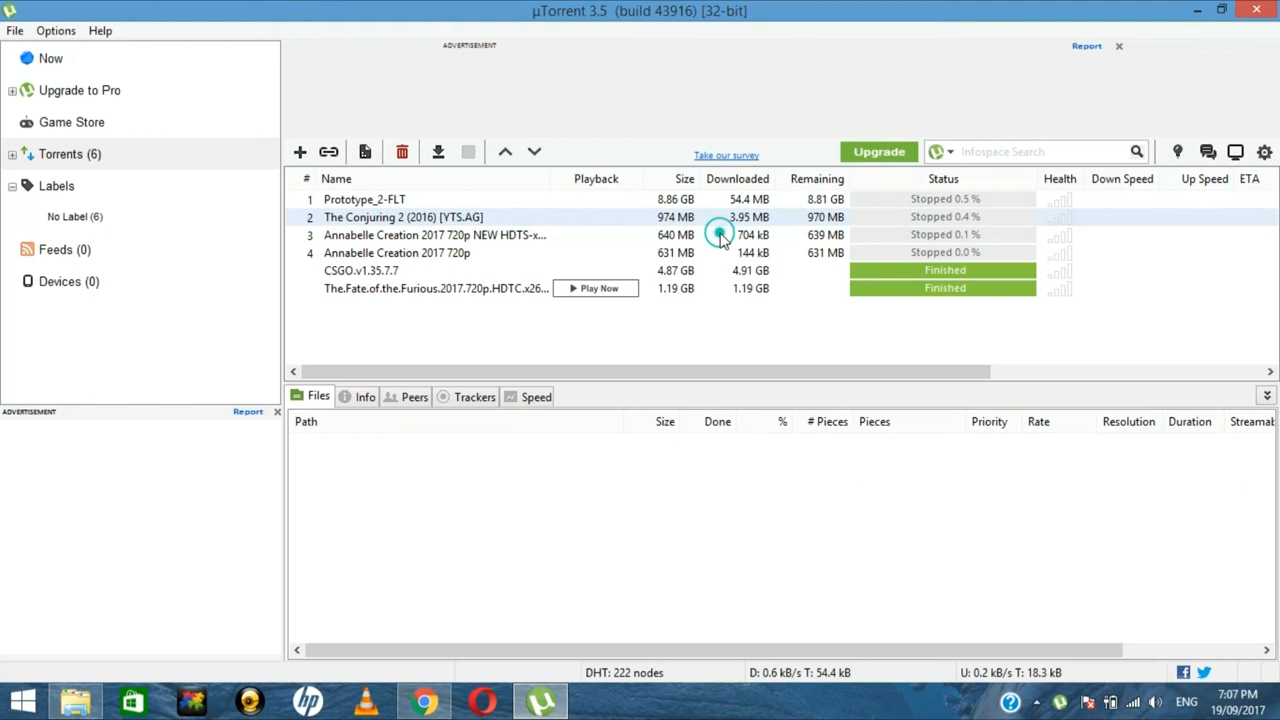 µTorrent 3.5 (build 43916) [32-bit]
File Options Help
ADVERTISEMENT Report
Now
Upgrade to Pro
Game Store
Torrents (6)
Labels
No Label (6)
Feeds (0)
Devices (0)
ADVERTISEMENT Report
Take our survey Upgrade Infospace Search
# Name Playback Size Downloaded Remaining Status Health Down Speed Up Speed ETA
1 Prototype_2-FLT 8.86 GB 54.4 MB 8.81 GB Stopped 0.5 %
2 The Conjuring 2 (2016) [YTS.AG] 974 MB 3.95 MB 970 MB Stopped 0.4 %
3 Annabelle Creation 2017 720p NEW HDTS-x... 640 MB 704 kB 639 MB Stopped 0.1 %
4 Annabelle Creation 2017 720p 631 MB 144 kB 631 MB Stopped 0.0 %
CSGO.v1.35.7.7 4.87 GB 4.91 GB Finished
The.Fate.of.the.Furious.2017.720p.HDTC.x26... Play Now 1.19 GB 1.19 GB Finished
Files Info Peers Trackers Speed
Path Size Done % # Pieces Pieces Priority Rate Resolution Duration Streamab
DHT: 222 nodes D: 0.6 kB/s T: 54.4 kB U: 0.2 kB/s T: 18.3 kB
ENG
7:07 PM
19/09/2017